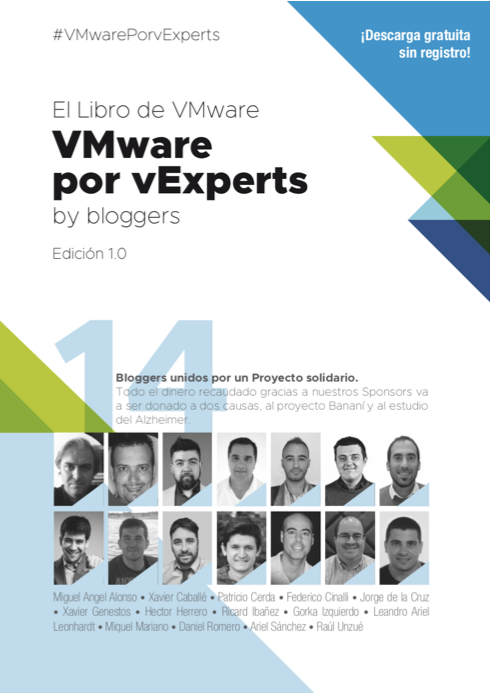 #VMwarePorvExperts
¡Descarga gratuita
sin registro!
El Libro de VMware
VMware
por vExperts
by bloggers
Edición 1.0
14
Bloggers unidos por un Proyecto solidario.
Todo el dinero recaudado gracias a nuestros Sponsors va
a ser donado a dos causas, al proyecto Bananí y al estudio
del Alzheimer.
Miguel Angel Alonso • Xavier Caballé • Patricio Cerda • Federico Cinalli • Jorge de la Cruz
• Xavier Genestos • Hector Herrero • Ricard Ibañez • Gorka Izquierdo • Leandro Ariel
Leonhardt • Miquel Mariano • Daniel Romero • Ariel Sánchez • Raúl Unzué